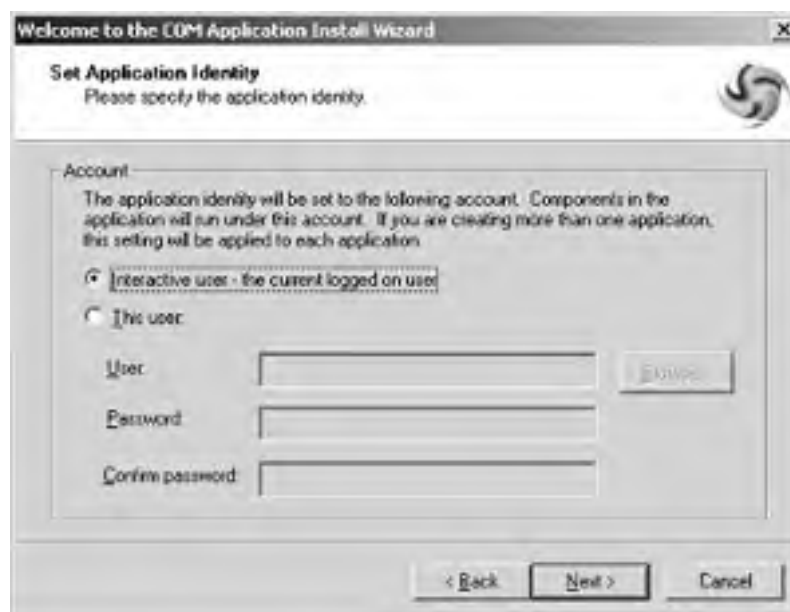 Welcome to the COM Application Install Wizard
Set Application Identity
Please specify the application identity.
Account
The application identity will be set to the following account. Components in the
application will run under this account. If you are creating more than one application,
this setting will be applied to each application.
Interactive user - the current logged on user
This user:
User:
Browse...
Password:
Confirm password:
< Back
Next >
Cancel